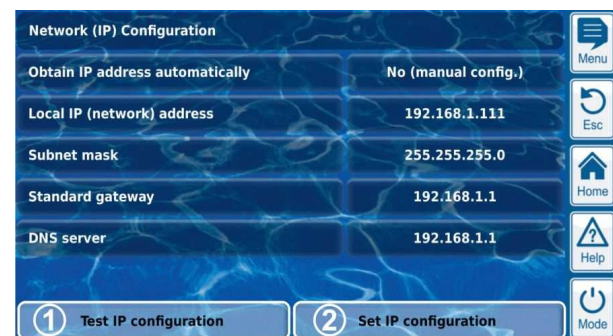 Network (IP) Configuration
Menu
Obtain IP address automatically No (manual config.)
Local IP (network) address 192.168.1.111
Esc
Subnet mask 255.255.255.0
Standard gateway 192.168.1.1
Home
DNS server 192.168.1.1
? Help
1 Test IP configuration 2 Set IP configuration
Mode